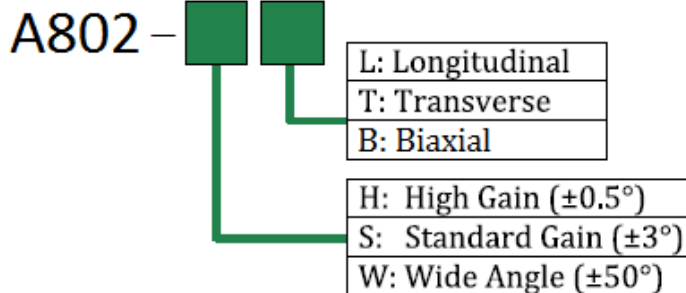 A802 –
L: Longitudinal
T: Transverse
B: Biaxial
H: High Gain (±0.5°)
S: Standard Gain (±3°)
W: Wide Angle (±50°)